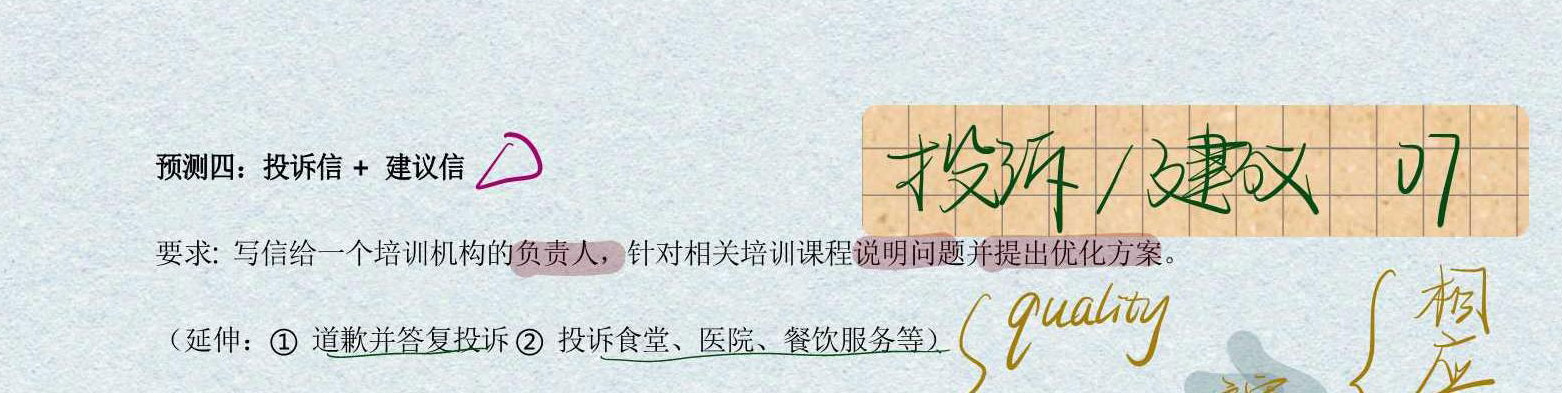 投诉/建议 07
预测四：投诉信 + 建议信
要求: 写信给一个培训机构的负责人，针对相关培训课程说明问题并提出优化方案。
（延伸：① 道歉并答复投诉 ② 投诉食堂、医院、餐饮服务等）
quality
相应